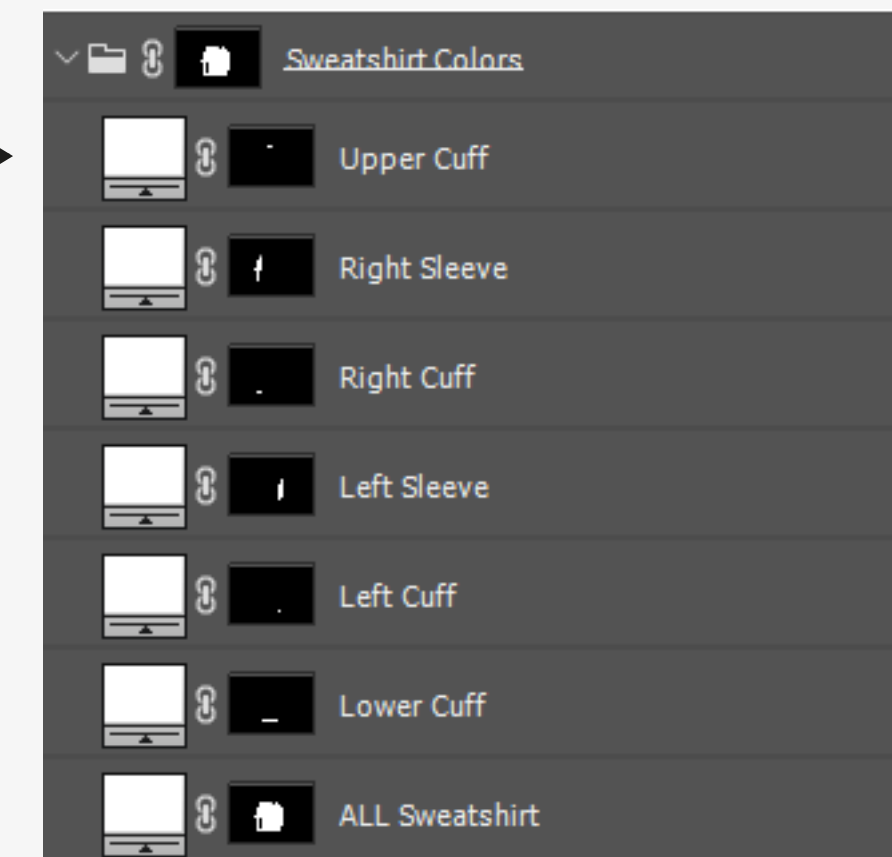 Sweatshirt Colors
Upper Cuff
Right Sleeve
Right Cuff
Left Sleeve
Left Cuff
Lower Cuff
ALL Sweatshirt